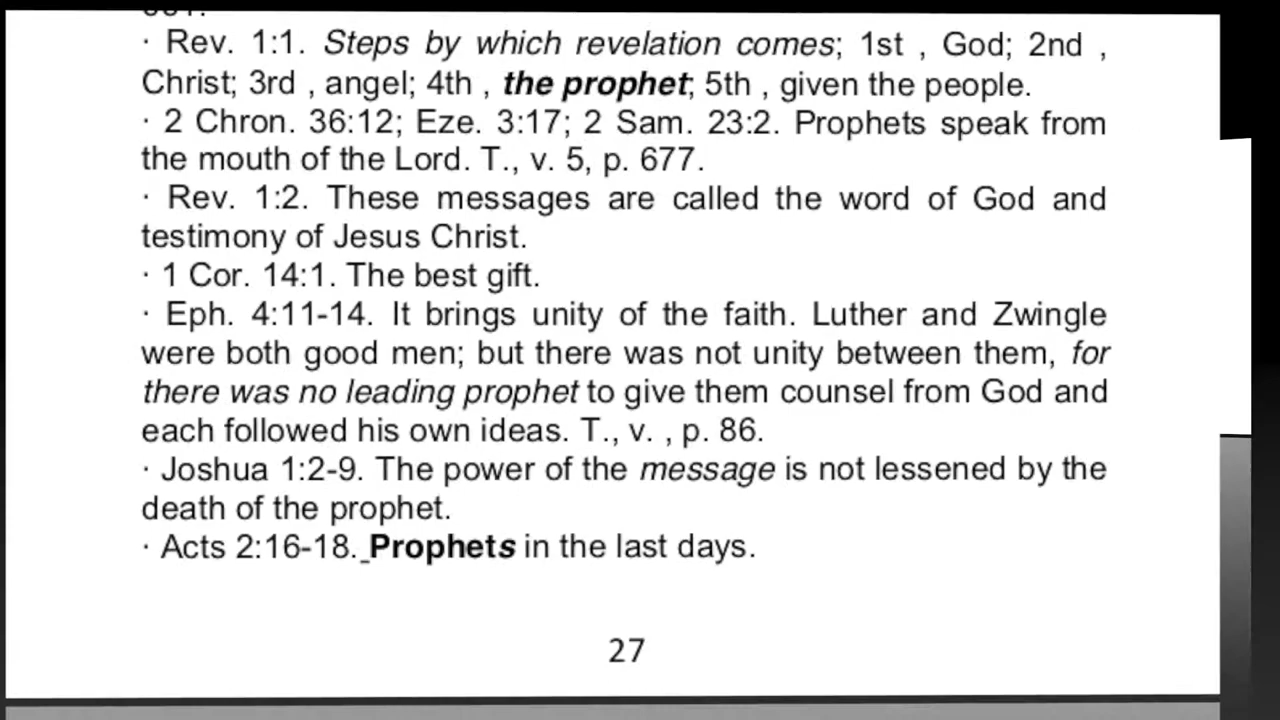 · Rev. 1:1. Steps by which revelation comes; 1st , God; 2nd ,
Christ; 3rd , angel; 4th , the prophet; 5th , given the people.
· 2 Chron. 36:12; Eze. 3:17; 2 Sam. 23:2. Prophets speak from
the mouth of the Lord. T., v. 5, p. 677.
· Rev. 1:2. These messages are called the word of God and
testimony of Jesus Christ.
· 1 Cor. 14:1. The best gift.
· Eph. 4:11-14. It brings unity of the faith. Luther and Zwingle
were both good men; but there was not unity between them, for
there was no leading prophet to give them counsel from God and
each followed his own ideas. T., v. , p. 86.
· Joshua 1:2-9. The power of the message is not lessened by the
death of the prophet.
· Acts 2:16-18. Prophets in the last days.
27